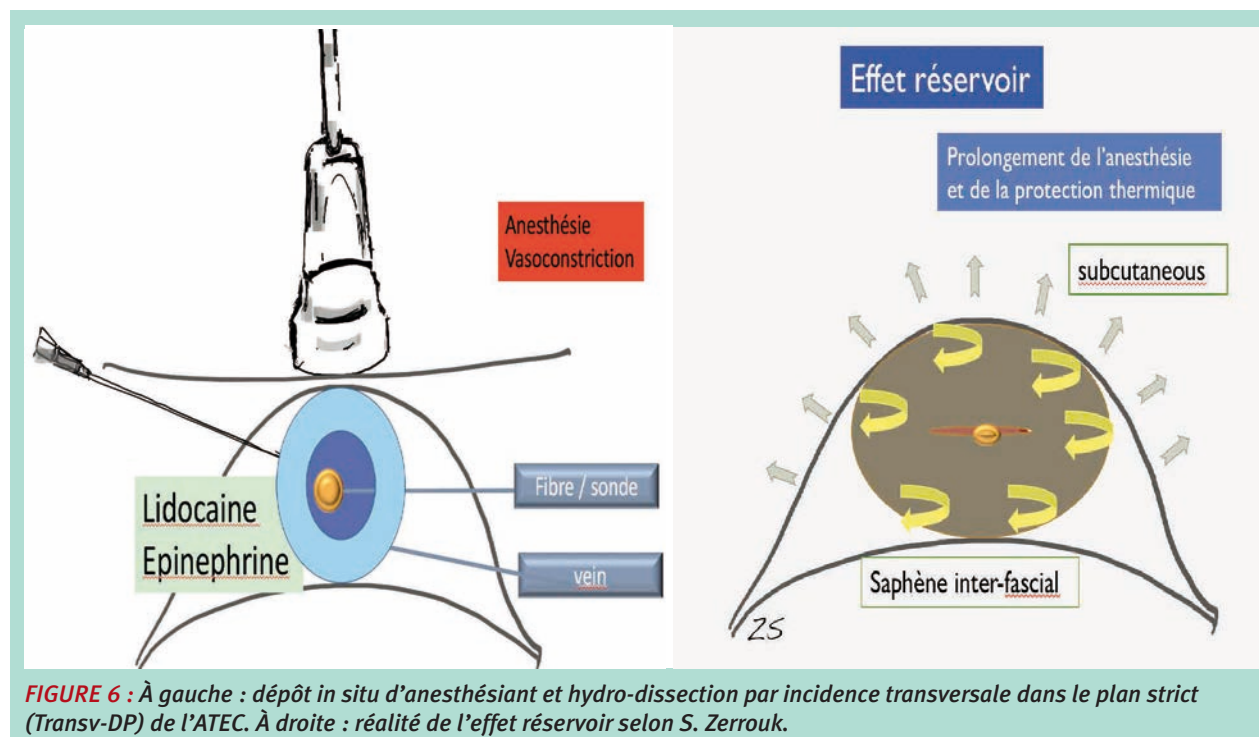 Anesthésie
Vasoconstriction
Lidocaine
Epinephrine
Fibre / sonde
vein
Effet réservoir
Prolongement de l'anesthésie
et de la protection thermique
subcutaneous
Saphène inter-fascial
ZS
FIGURE 6 : À gauche : dépôt in situ d'anesthésiant et hydro-dissection par incidence transversale dans le plan strict
(Transv-DP) de l'ATEC. À droite : réalité de l'effet réservoir selon S. Zerrouk.